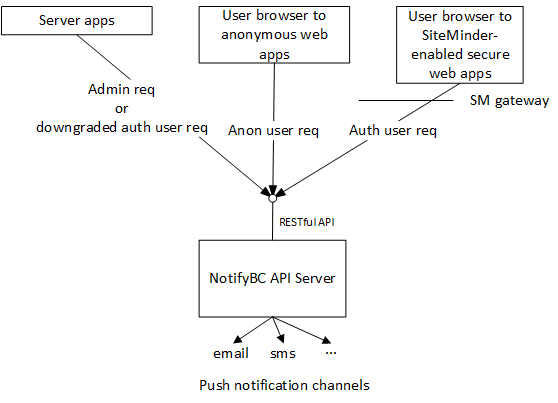 Server apps
User browser to
anonymous web
apps
User browser to
SiteMinder-
enabled secure
web apps
Admin req
or
downgraded auth user req
Anon user req
Auth user req
SM gateway
RESTful API
NotifyBC API Server
email
sms
...
Push notification channels